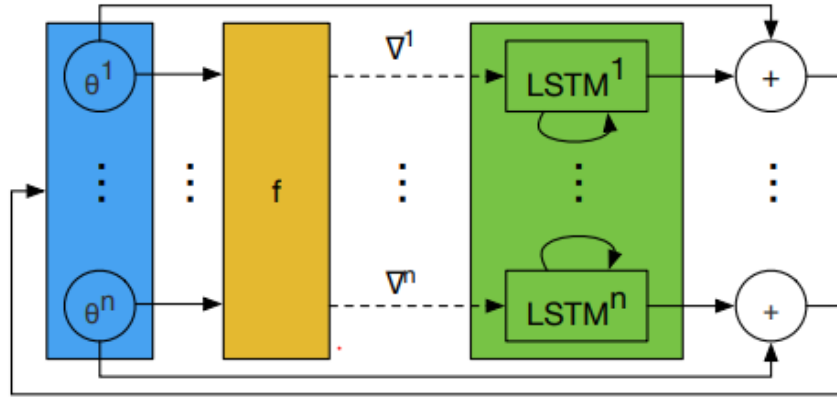 θ¹ ∇¹ LSTM¹ +
⋮ ⋮ f ⋮ ⋮ ⋮
θⁿ ∇ⁿ LSTMⁿ +